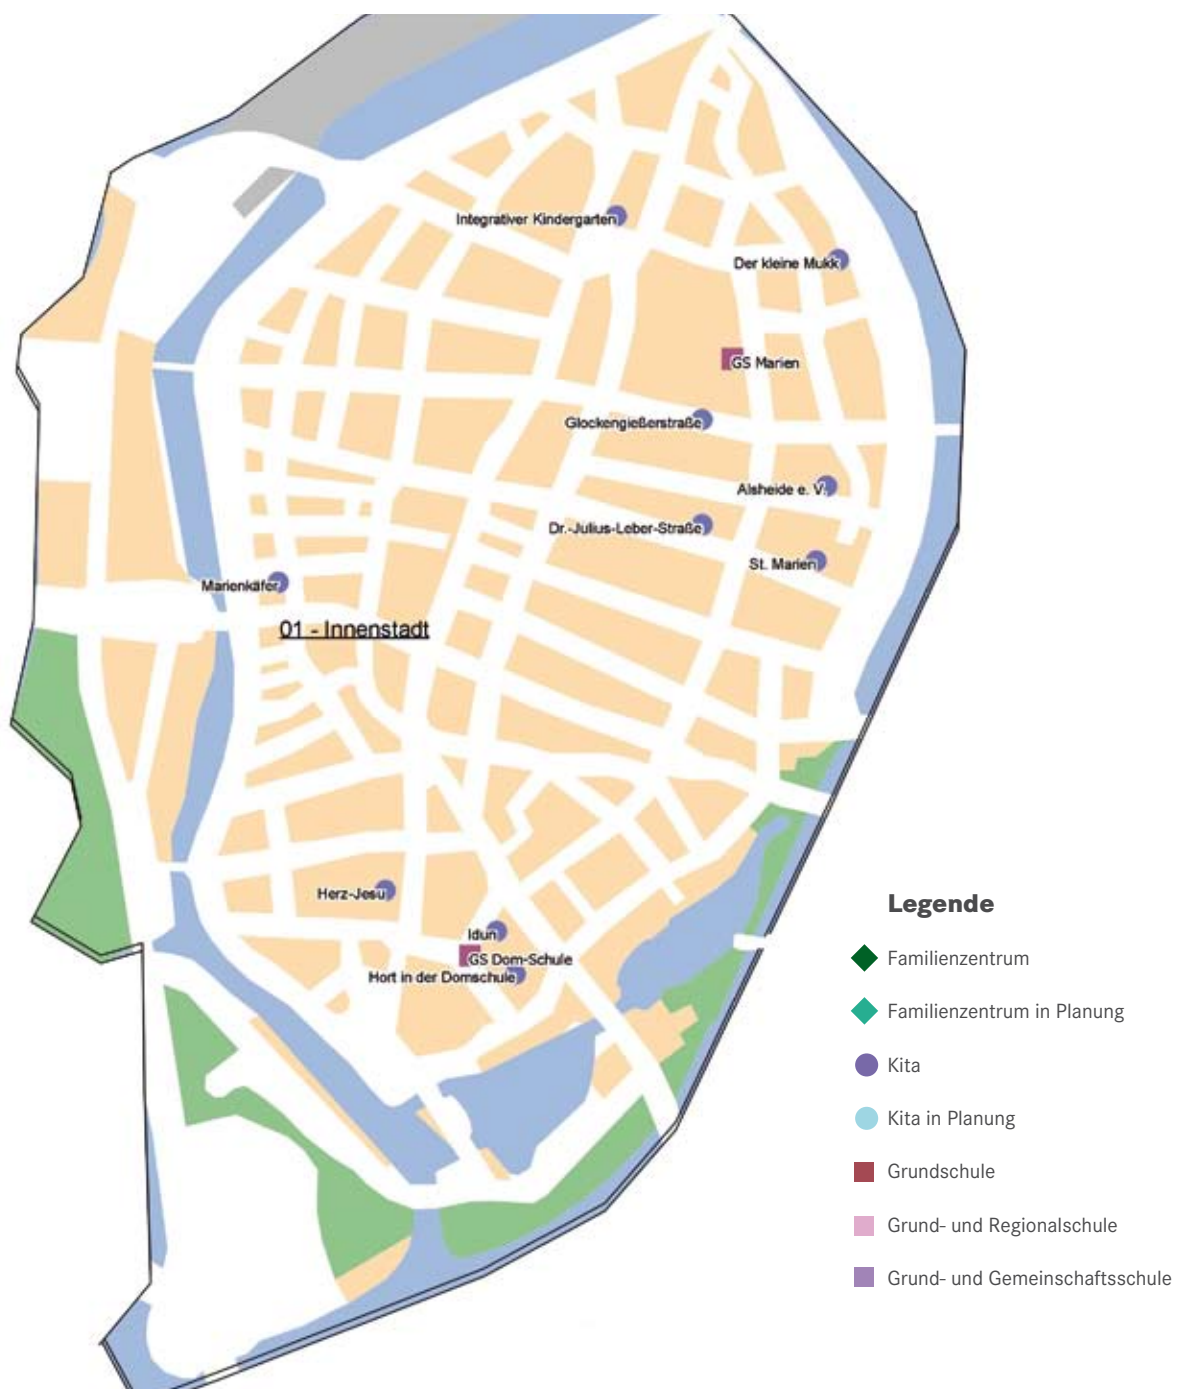 Integrativer Kindergarten
Der kleine Mukk
GS Marien
Glockengießerstraße
Alsheide e. V.
Dr.-Julius-Leber-Straße
St. Marien
Marienkäfer
01 - Innenstadt
Herz-Jesu
Idun
GS Dom-Schule
Hort in der Domschule
Legende
Familienzentrum
Familienzentrum in Planung
Kita
Kita in Planung
Grundschule
Grund- und Regionalschule
Grund- und Gemeinschaftsschule